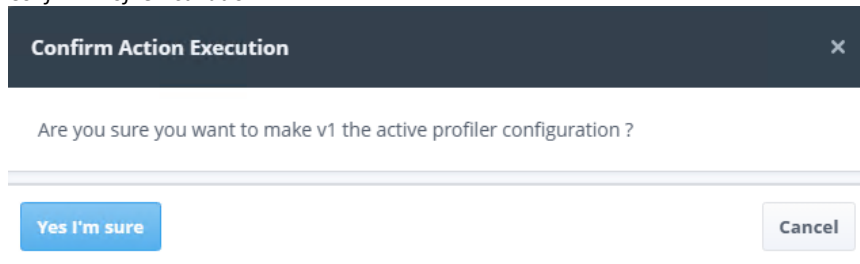 Confirm Action Execution ×
Are you sure you want to make v1 the active profiler configuration ?
Yes I'm sure Cancel